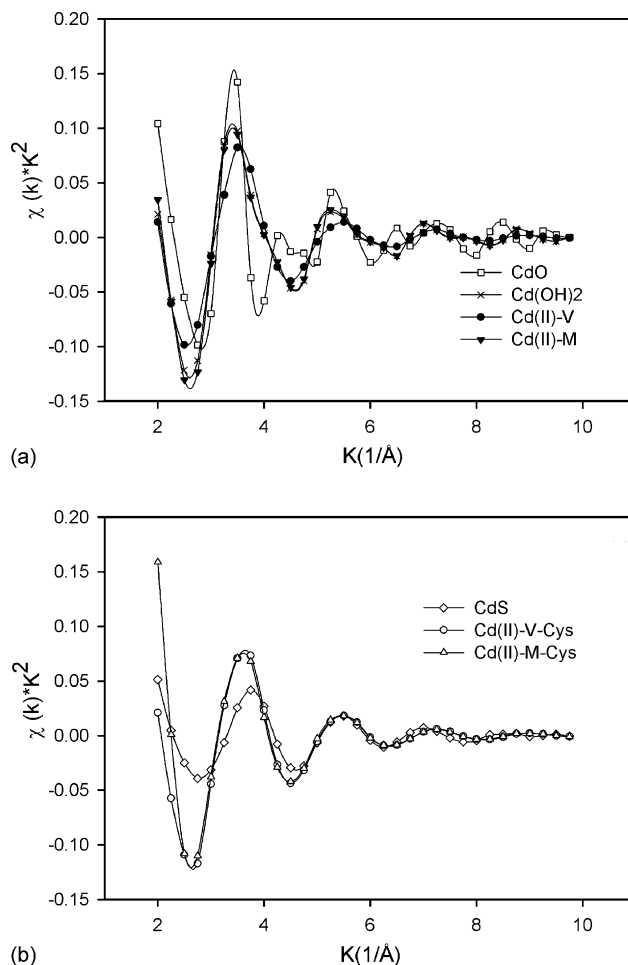 0.20
0.15
0.10
0.05
0.00
-0.05
-0.10
-0.15
χ (k)*K²
2 4 6 8 10
K(1/Å)
CdO
Cd(OH)2
Cd(II)-V
Cd(II)-M
(a)
0.20
0.15
0.10
0.05
0.00
-0.05
-0.10
-0.15
χ (k)*K²
2 4 6 8 10
K(1/Å)
CdS
Cd(II)-V-Cys
Cd(II)-M-Cys
(b)